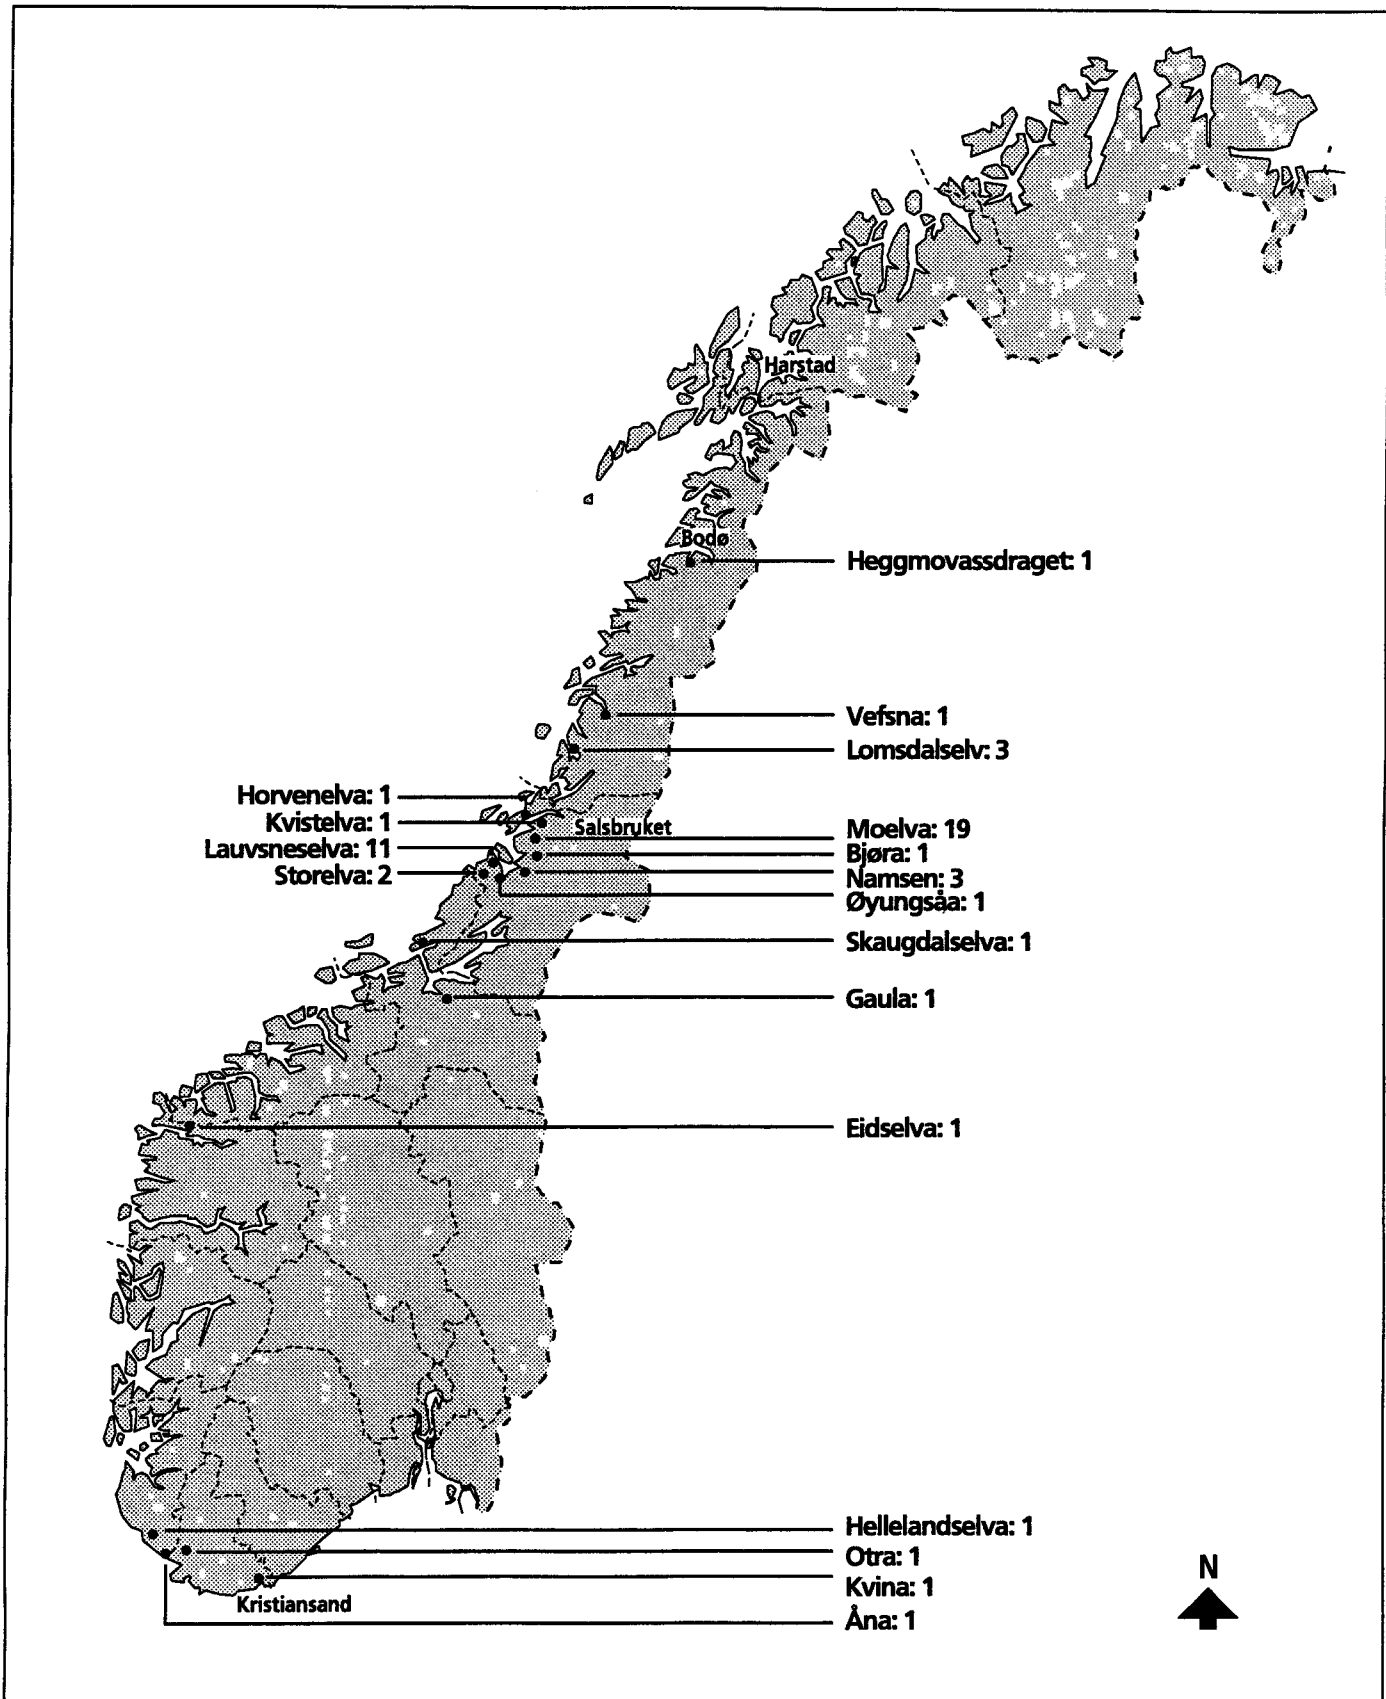 Harstad
Bodø
Heggmovassdraget: 1
Vefsna: 1
Lomsdalselv: 3
Horvenelva: 1
Kvistelva: 1
Lauvsneselva: 11
Storelva: 2
Salsbruket
Moelva: 19
Bjøra: 1
Namsen: 3
Øyungsåa: 1
Skaugdalselva: 1
Gaula: 1
Eidselva: 1
Hellelandselva: 1
Otra: 1
Kvina: 1
Åna: 1
Kristiansand
N